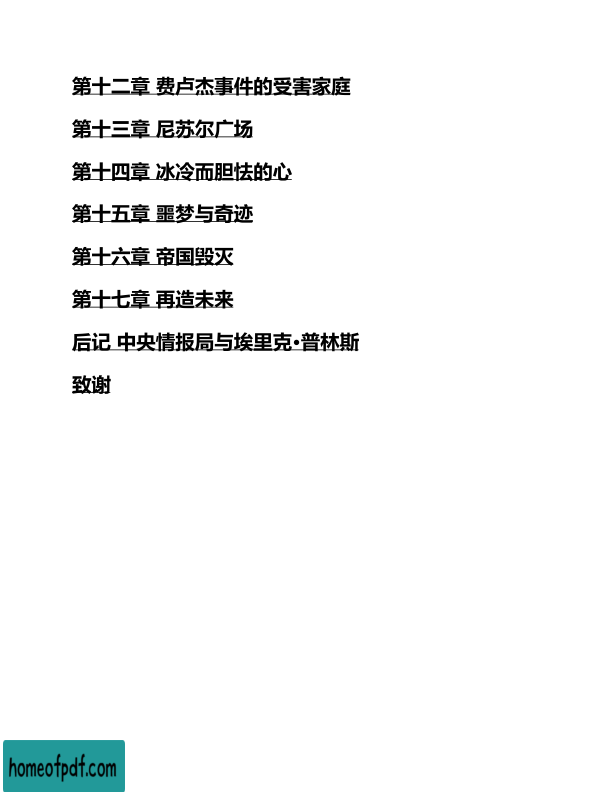 第十二章 费卢杰事件的受害家庭
第十三章 尼苏尔广场
第十四章 冰冷而胆怯的心
第十五章 噩梦与奇迹
第十六章 帝国毁灭
第十七章 再造未来
后记 中央情报局与埃里克·普林斯
致谢
homeofpdf.com